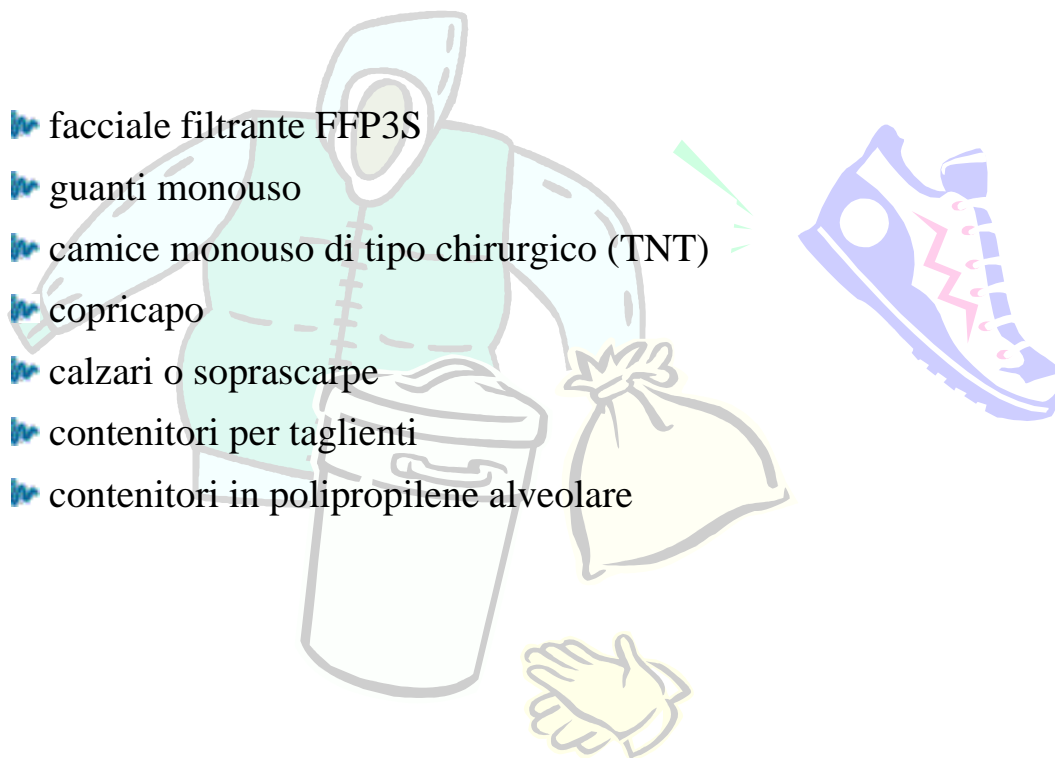 facciale filtrante FFP3S
guanti monouso
camice monouso di tipo chirurgico (TNT)
copricapo
calzari o soprascarpe
contenitori per taglienti
contenitori in polipropilene alveolare